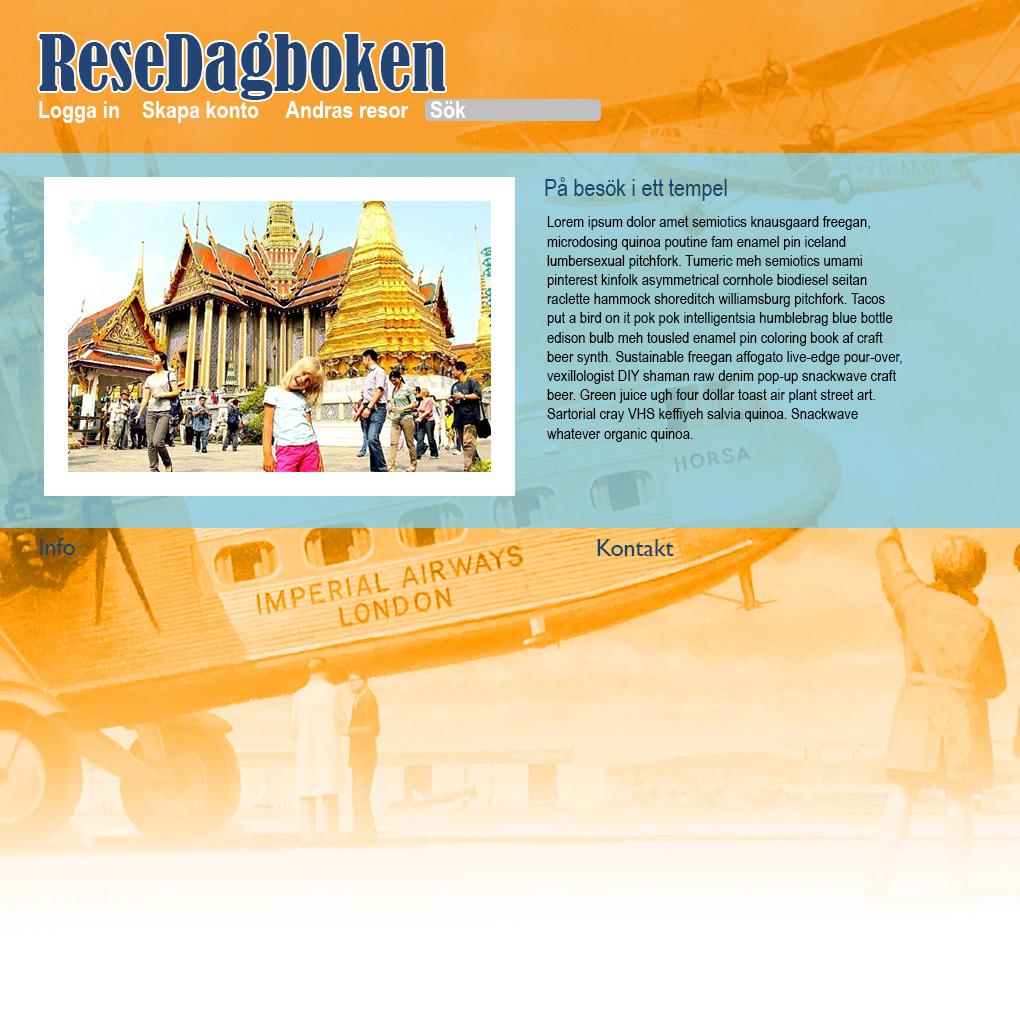 ReseDagboken
Logga in Skapa konto Andras resor Sök
G-AAXD
På besök i ett tempel
Lorem ipsum dolor amet semiotics knausgaard freegan,
microdosing quinoa poutine fam enamel pin iceland
lumbersexual pitchfork. Tumeric meh semiotics umami
pinterest kinfolk asymmetrical cornhole biodiesel seitan
raclette hammock shoreditch williamsburg pitchfork. Tacos
put a bird on it pok pok intelligentsia humblebrag blue bottle
edison bulb meh tousled enamel pin coloring book af craft
beer synth. Sustainable freegan affogato live-edge pour-over,
vexillologist DIY shaman raw denim pop-up snackwave craft
beer. Green juice ugh four dollar toast air plant street art.
Sartorial cray VHS keffiyeh salvia quinoa. Snackwave
whatever organic quinoa.
HORSA
Info Kontakt
IMPERIAL AIRWAYS
LONDON